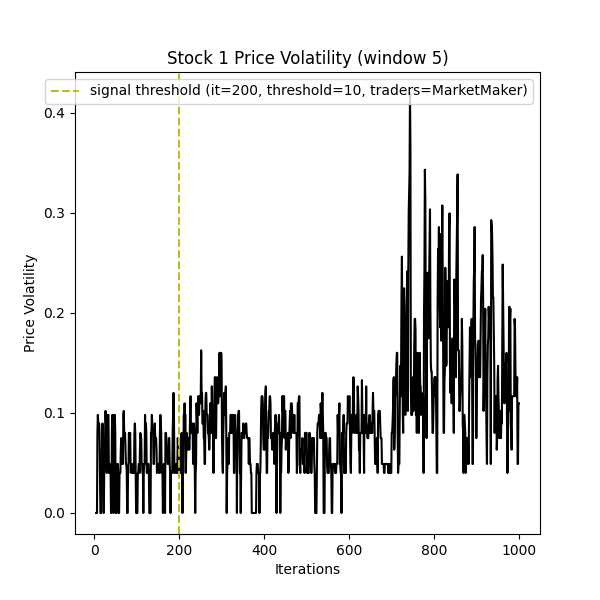 Stock 1 Price Volatility (window 5)
signal threshold (it=200, threshold=10, traders=MarketMaker)
0.4
0.3
0.2
0.1
0.0
Price Volatility
0 200 400 600 800 1000
Iterations